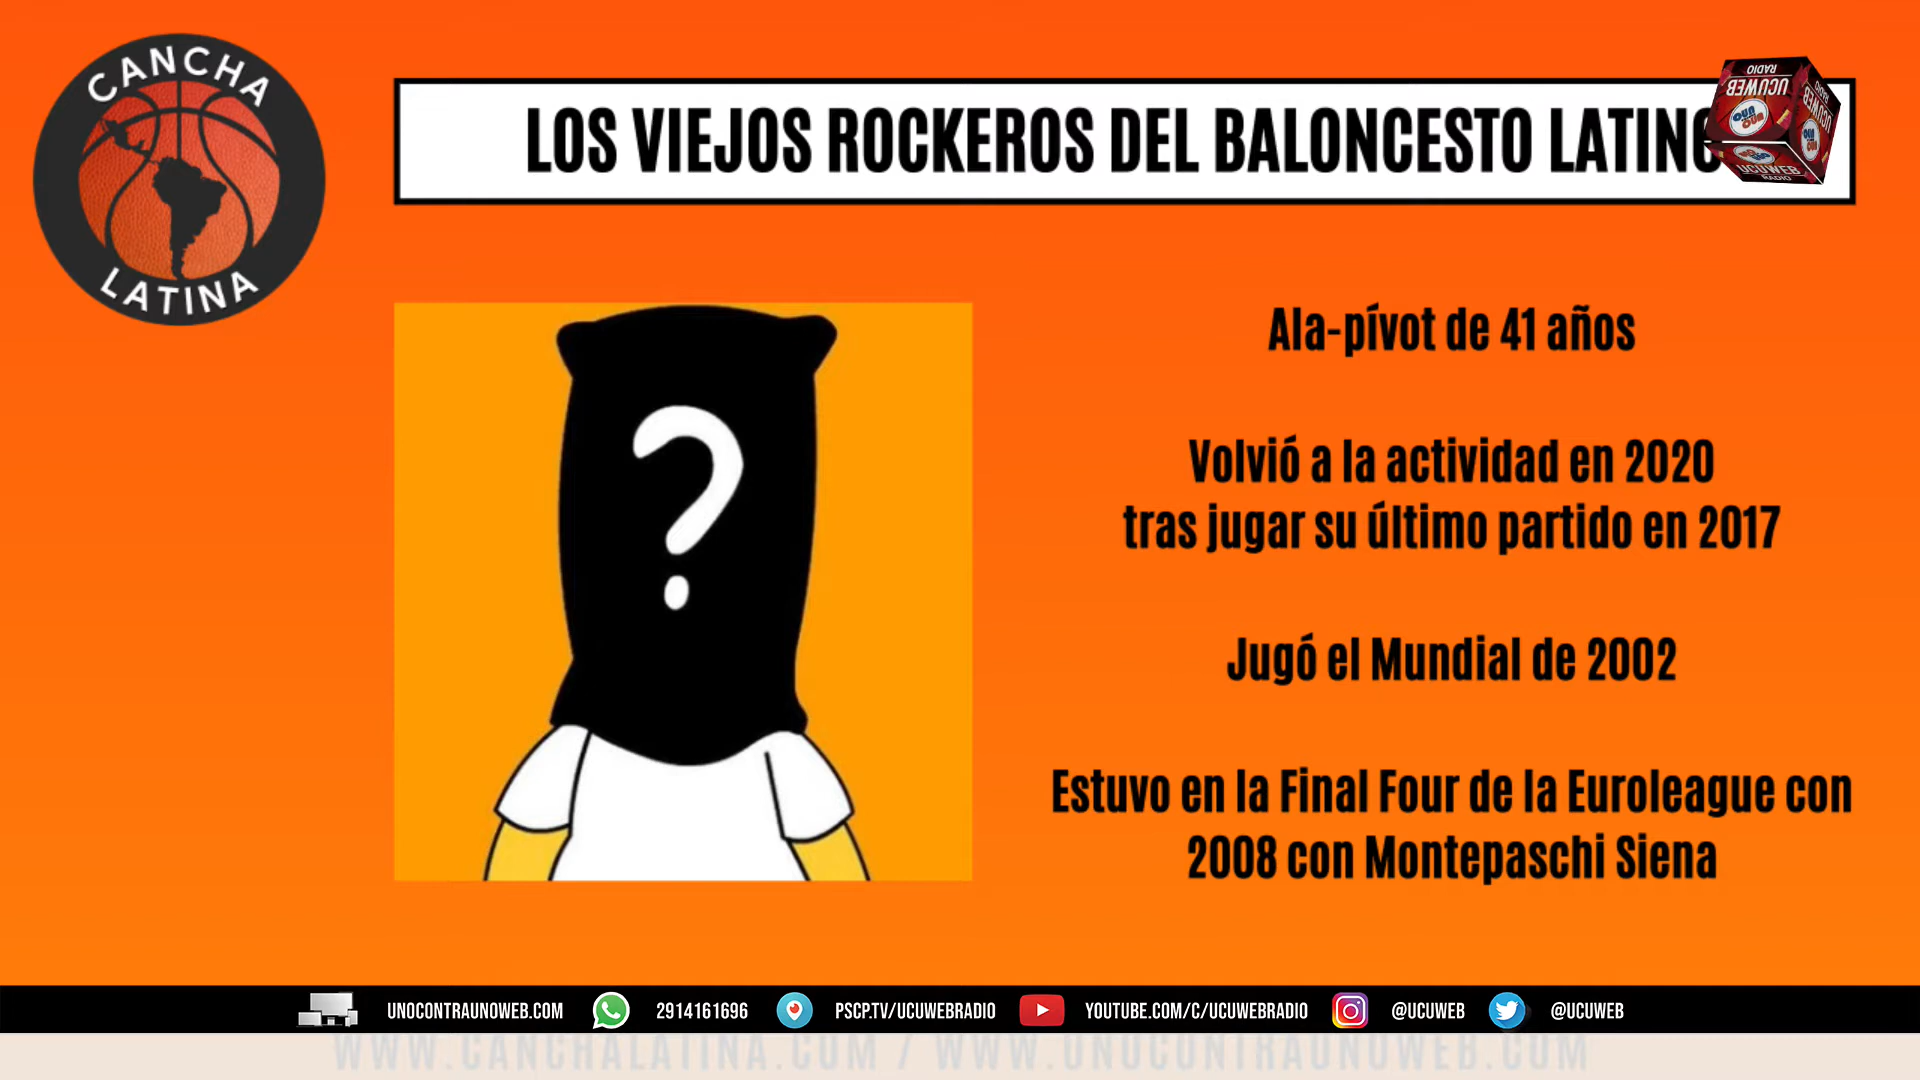 CANCHA
LATINA
LOS VIEJOS ROCKEROS DEL BALONCESTO LATINO
RADIO
UCUWEB
UCUWEB
RADIO
Ala-pívot de 41 años
Volvió a la actividad en 2020
tras jugar su último partido en 2017
Jugó el Mundial de 2002
Estuvo en la Final Four de la Euroleague con
2008 con Montepaschi Siena
?
UNOCONTRAUNOWEB.COM 2914161696 PSCP.TV/UCUWEBRADIO YOUTUBE.COM/C/UCUWEBRADIO @UCUWEB @UCUWEB
WWW.CANCHALATINA.COM / WWW.UNOCONTRAUNOWEB.COM